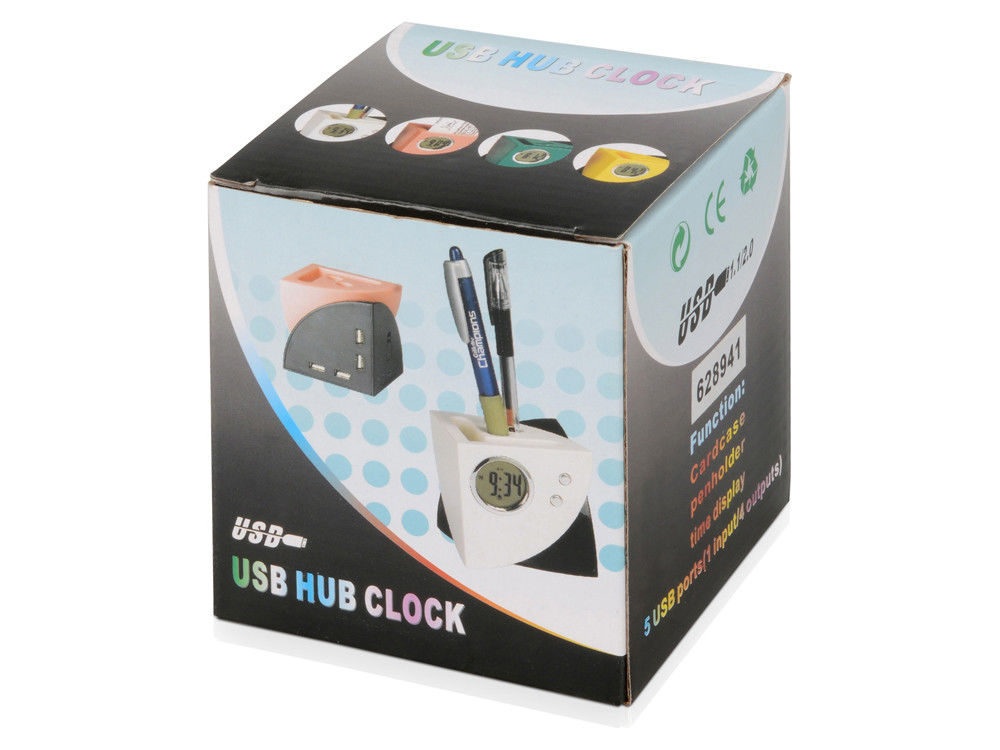 USB HUB CLOCK
Champions
9:34
USB
USB HUB CLOCK
CE
USB 1.1/2.0
628941
Function:
Cardcase
penholder
time display
5 USB ports(1 input/4 outputs)